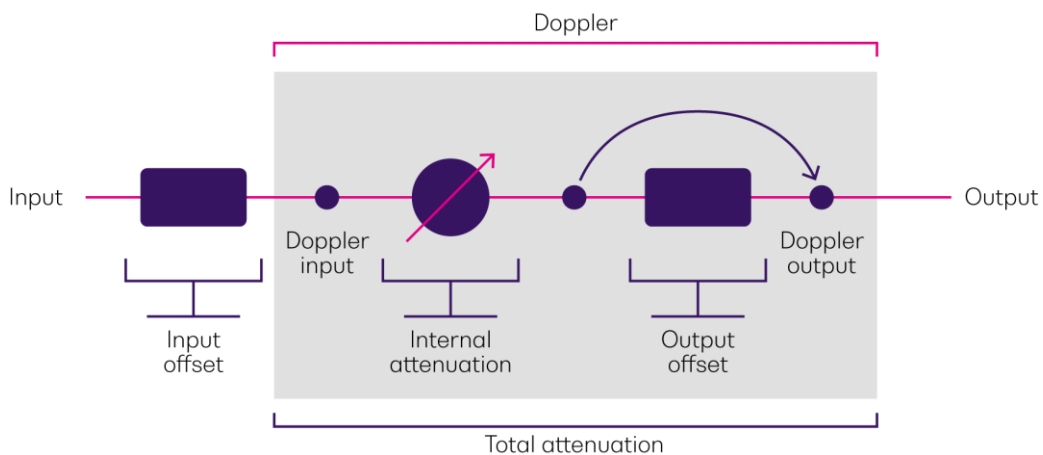 Doppler
Input
Output
Doppler
input
Doppler
output
Input
offset
Internal
attenuation
Output
offset
Total attenuation